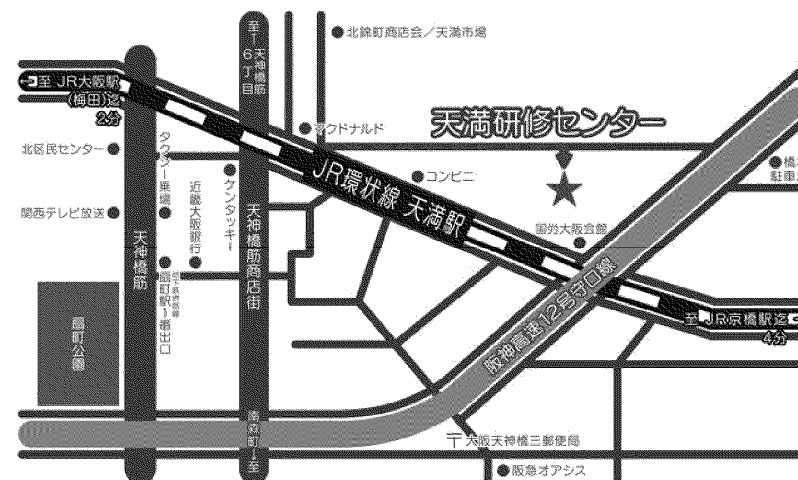 至↑
天神橋筋
6丁目
北錦町商店会／天満市場
至 JR大阪駅
(梅田)迄
2分
天満研修センター
タクシー乗場
マクドナルド
北区民センター
JR環状線 天満駅
コンビニ
橋
駐車
ケンタッキー
近畿大阪銀行
関西テレビ放送
天神橋筋
天神橋筋商店街
国労大阪会館
扇町駅1番出口
阪神高速12号守口線
扇町公園
至 JR京橋駅迄
4分
南森町↓至
〒大阪天神橋三郵便局
阪急オアシス